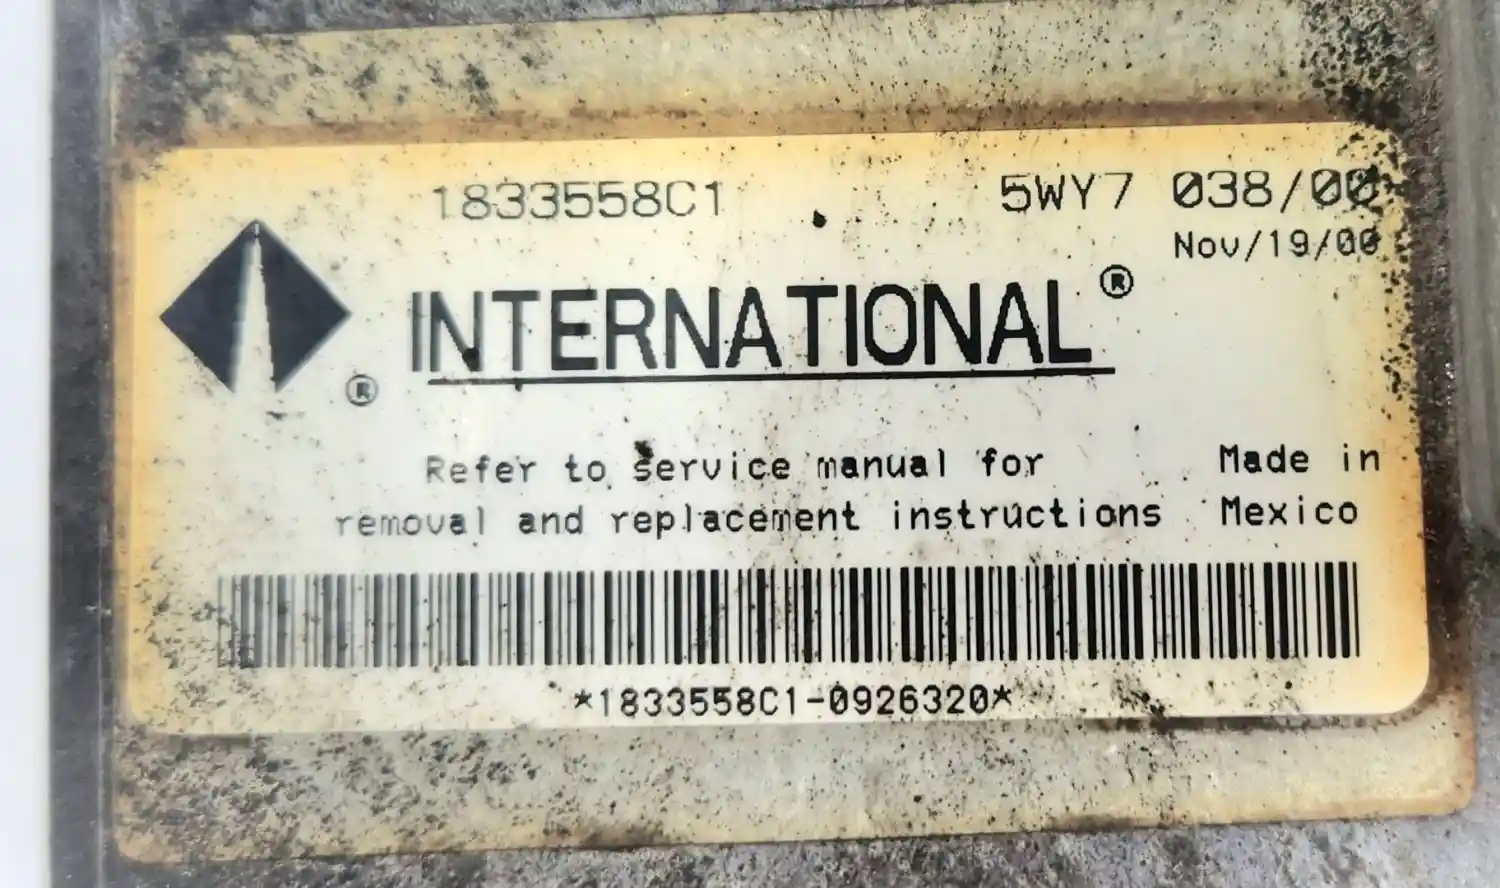 1833558C1 5WY7 038/00
Nov/19/00
INTERNATIONAL®
®
Refer to service manual for Made in
removal and replacement instructions Mexico
*1833558C1-0926320*